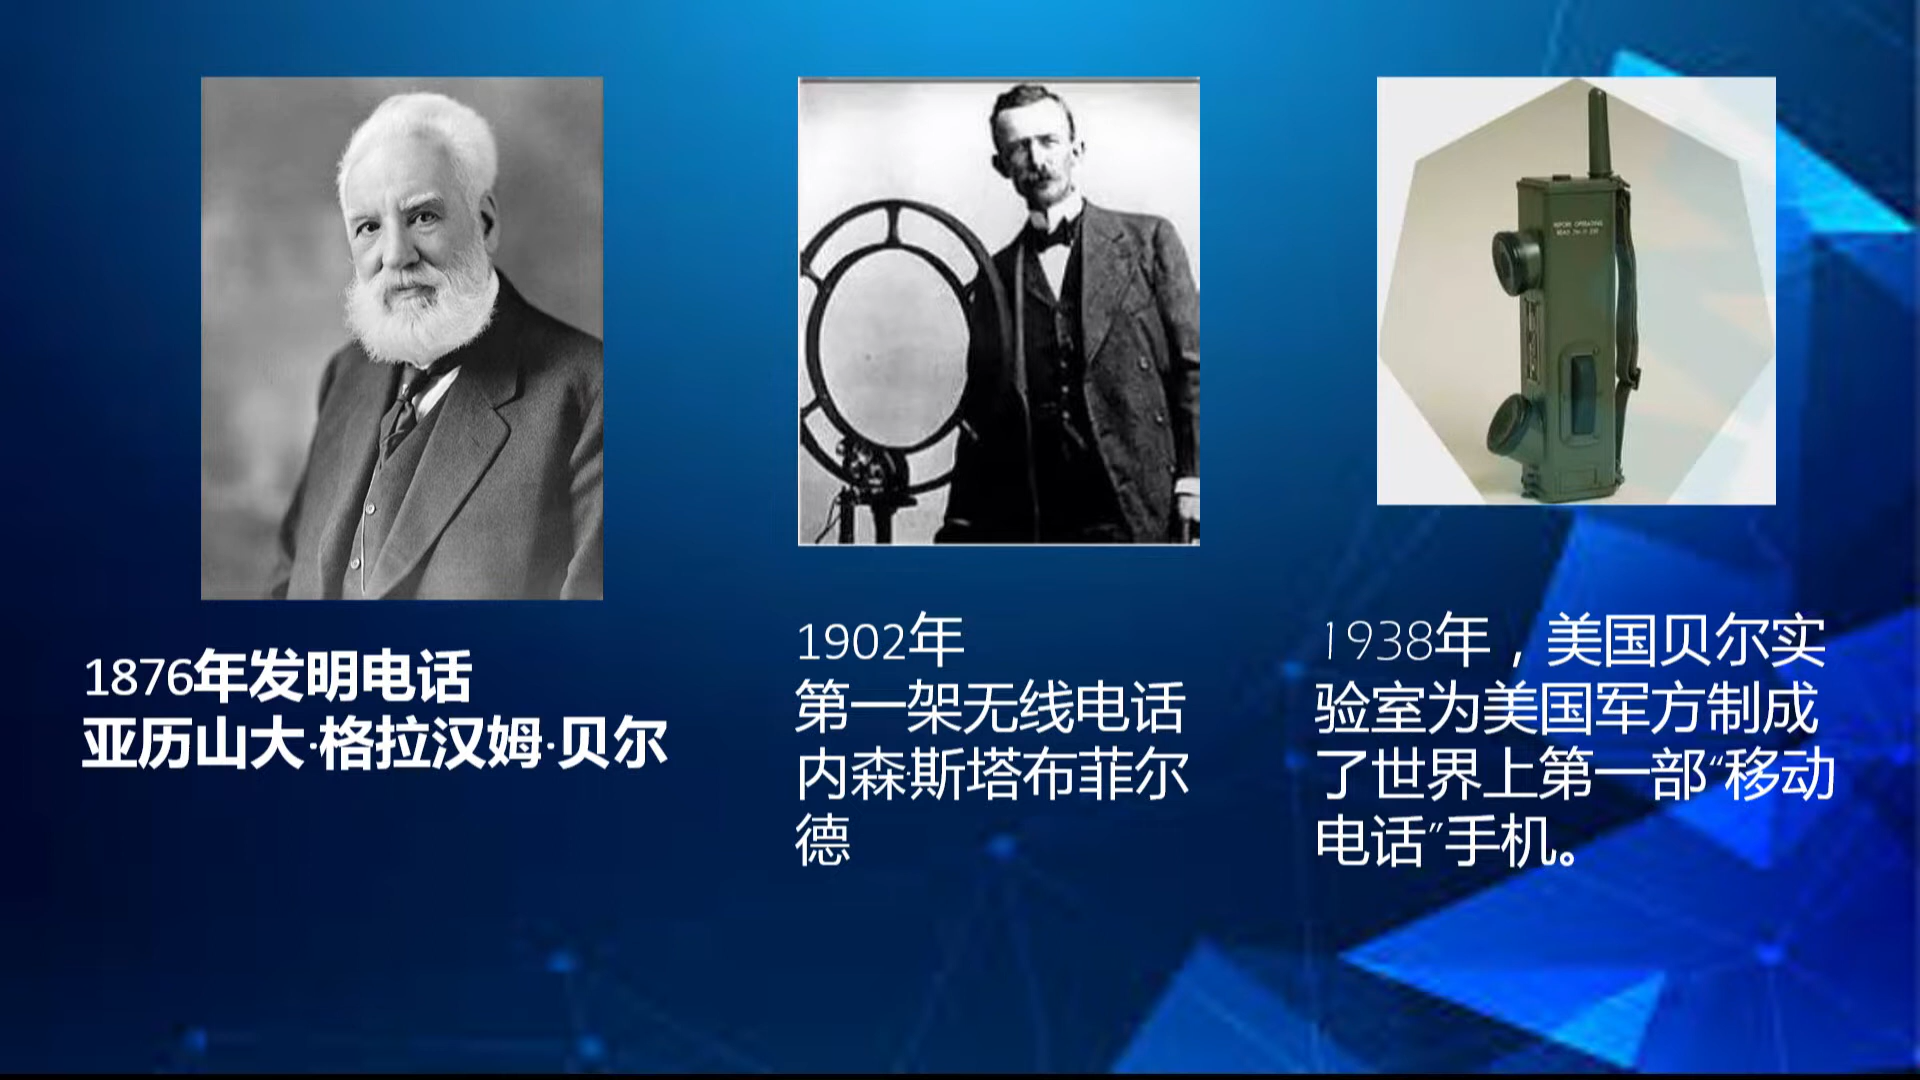 1876年发明电话
亚历山大·格拉汉姆·贝尔
1902年
第一架无线电话
内森·斯塔布菲尔
德
1938年，美国贝尔实
验室为美国军方制成
了世界上第一部“移动
电话”手机。
BEFORE OPERATING